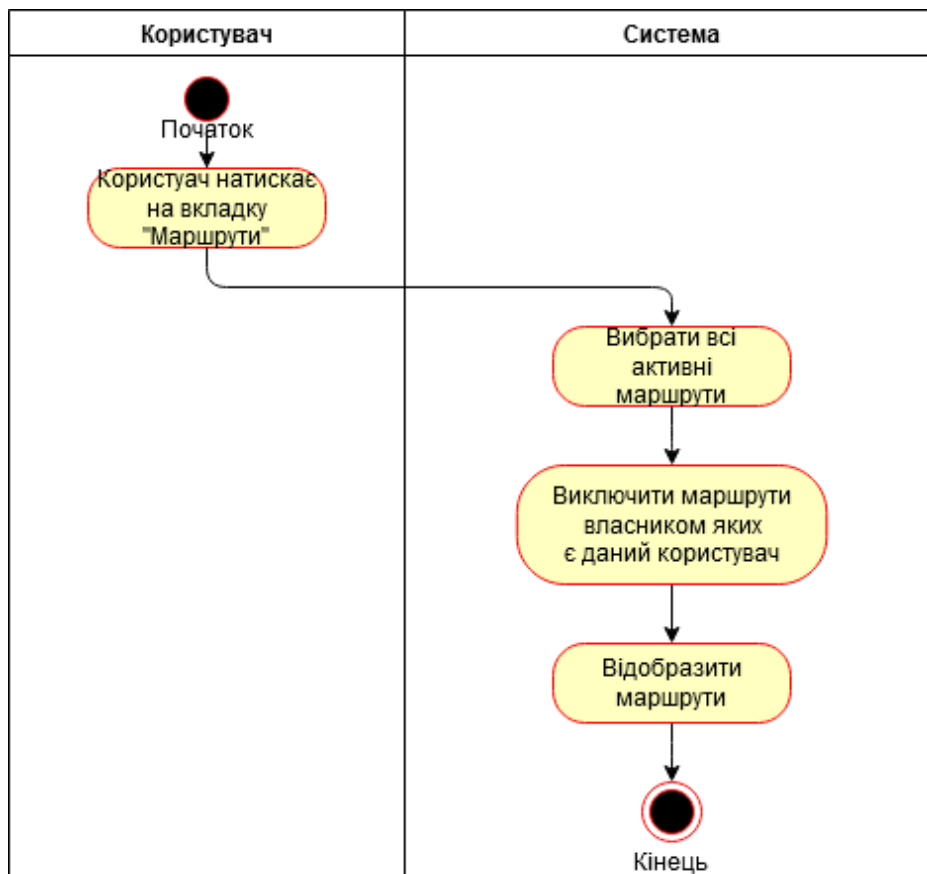 Користувач
Система
Початок
Користуач натискає
на вкладку
"Маршрути"
Вибрати всі
активні
маршрути
Виключити маршрути
власником яких
є даний користувач
Відобразити
маршрути
Кінець